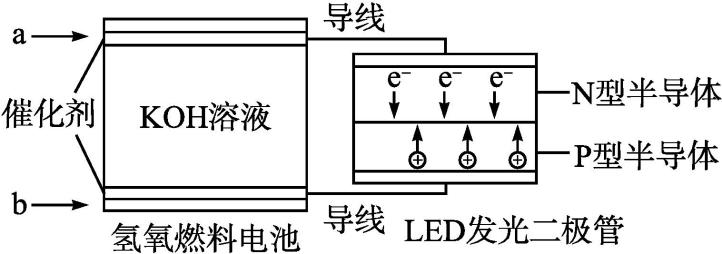 a
导线
催化剂
KOH溶液
e⁻ e⁻ e⁻
N型半导体
⊕ ⊕ ⊕
P型半导体
b
导线
氢氧燃料电池
LED发光二极管